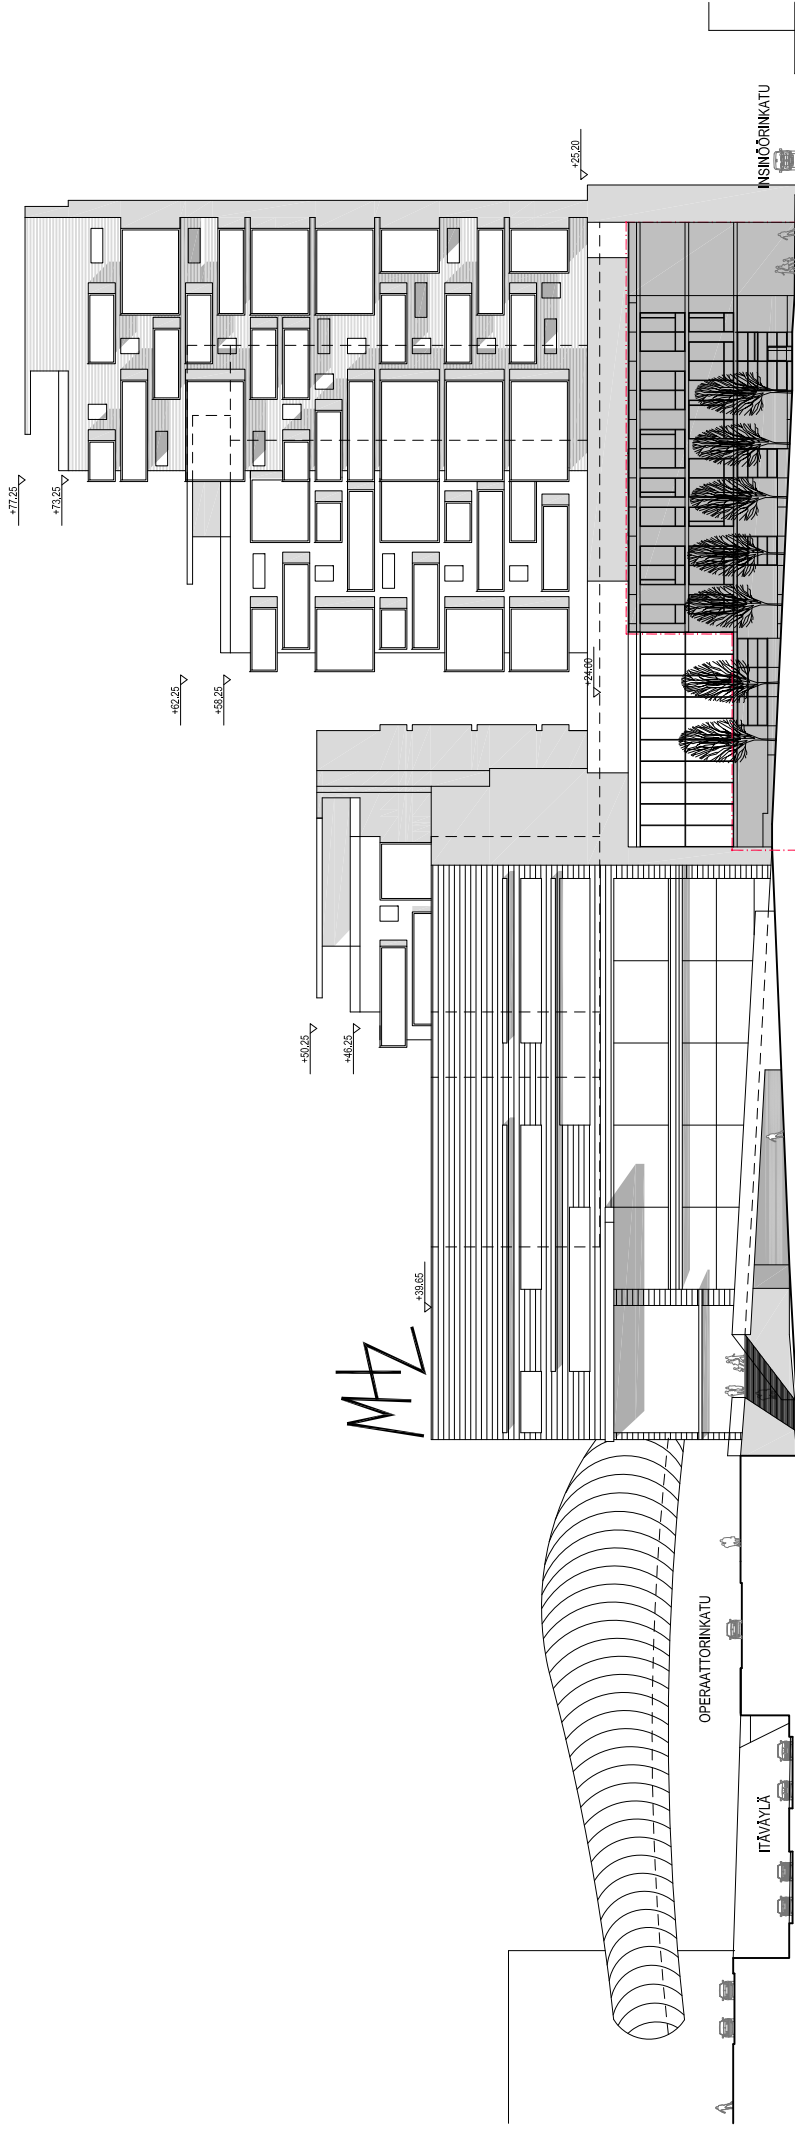 +77.25
+73.25
+62.25
+58.25
+50.25
+46.25
+39.65
+25.20
+24.00
MHZ
INSINÖÖRINKATU
OPERAATTORINKATU
ITÄVÄYLÄ